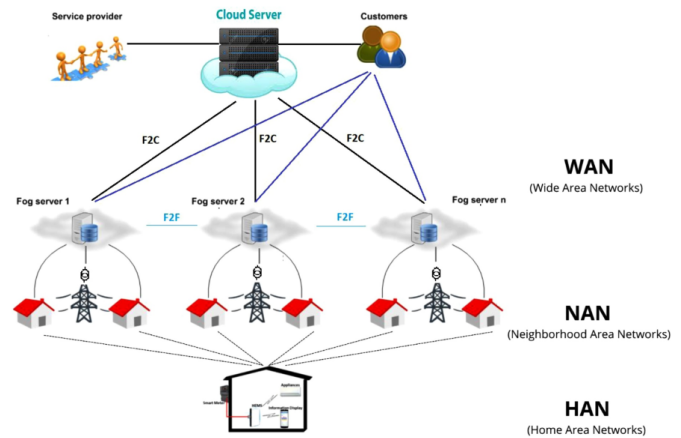 Service provider
Cloud Server
Customers
F2C
F2C
F2C
WAN
(Wide Area Networks)
Fog server 1
Fog server 2
Fog server n
F2F
F2F
NAN
(Neighborhood Area Networks)
Appliances
Smart Meter
HEMS
Information Display
HAN
(Home Area Networks)